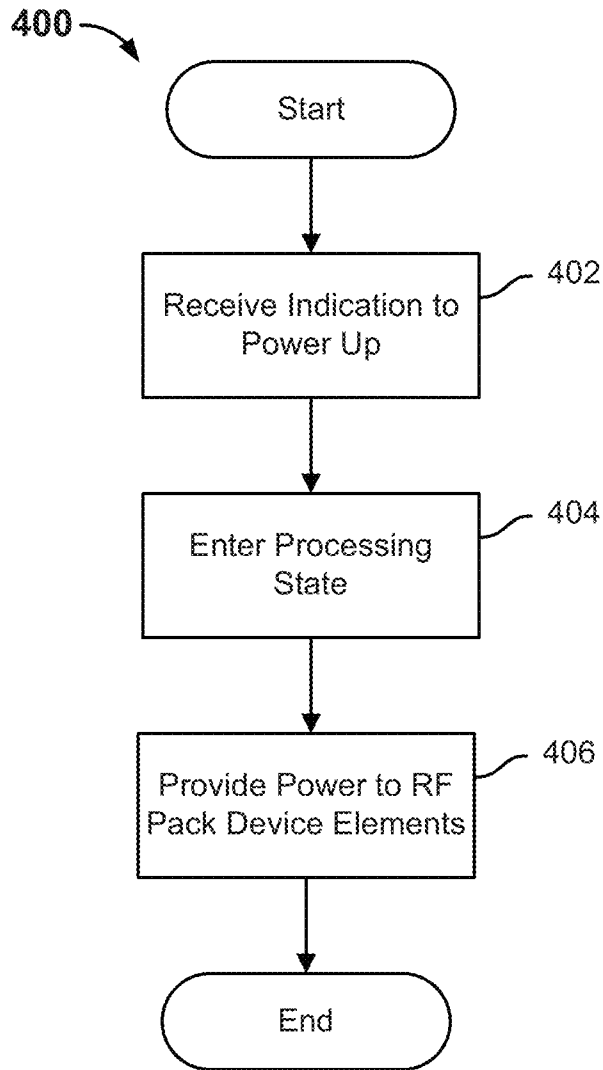 400
Start
Receive Indication to
Power Up
402
Enter Processing
State
404
Provide Power to RF
Pack Device Elements
406
End